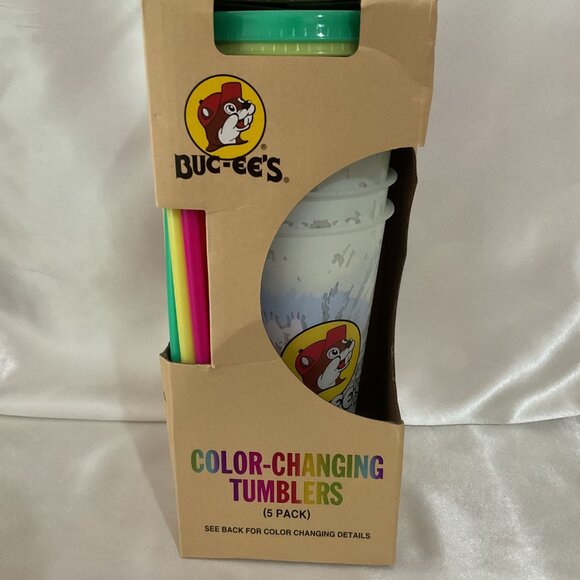 BUC-EE'S®
COLOR-CHANGING
TUMBLERS
(5 PACK)
SEE BACK FOR COLOR CHANGING DETAILS